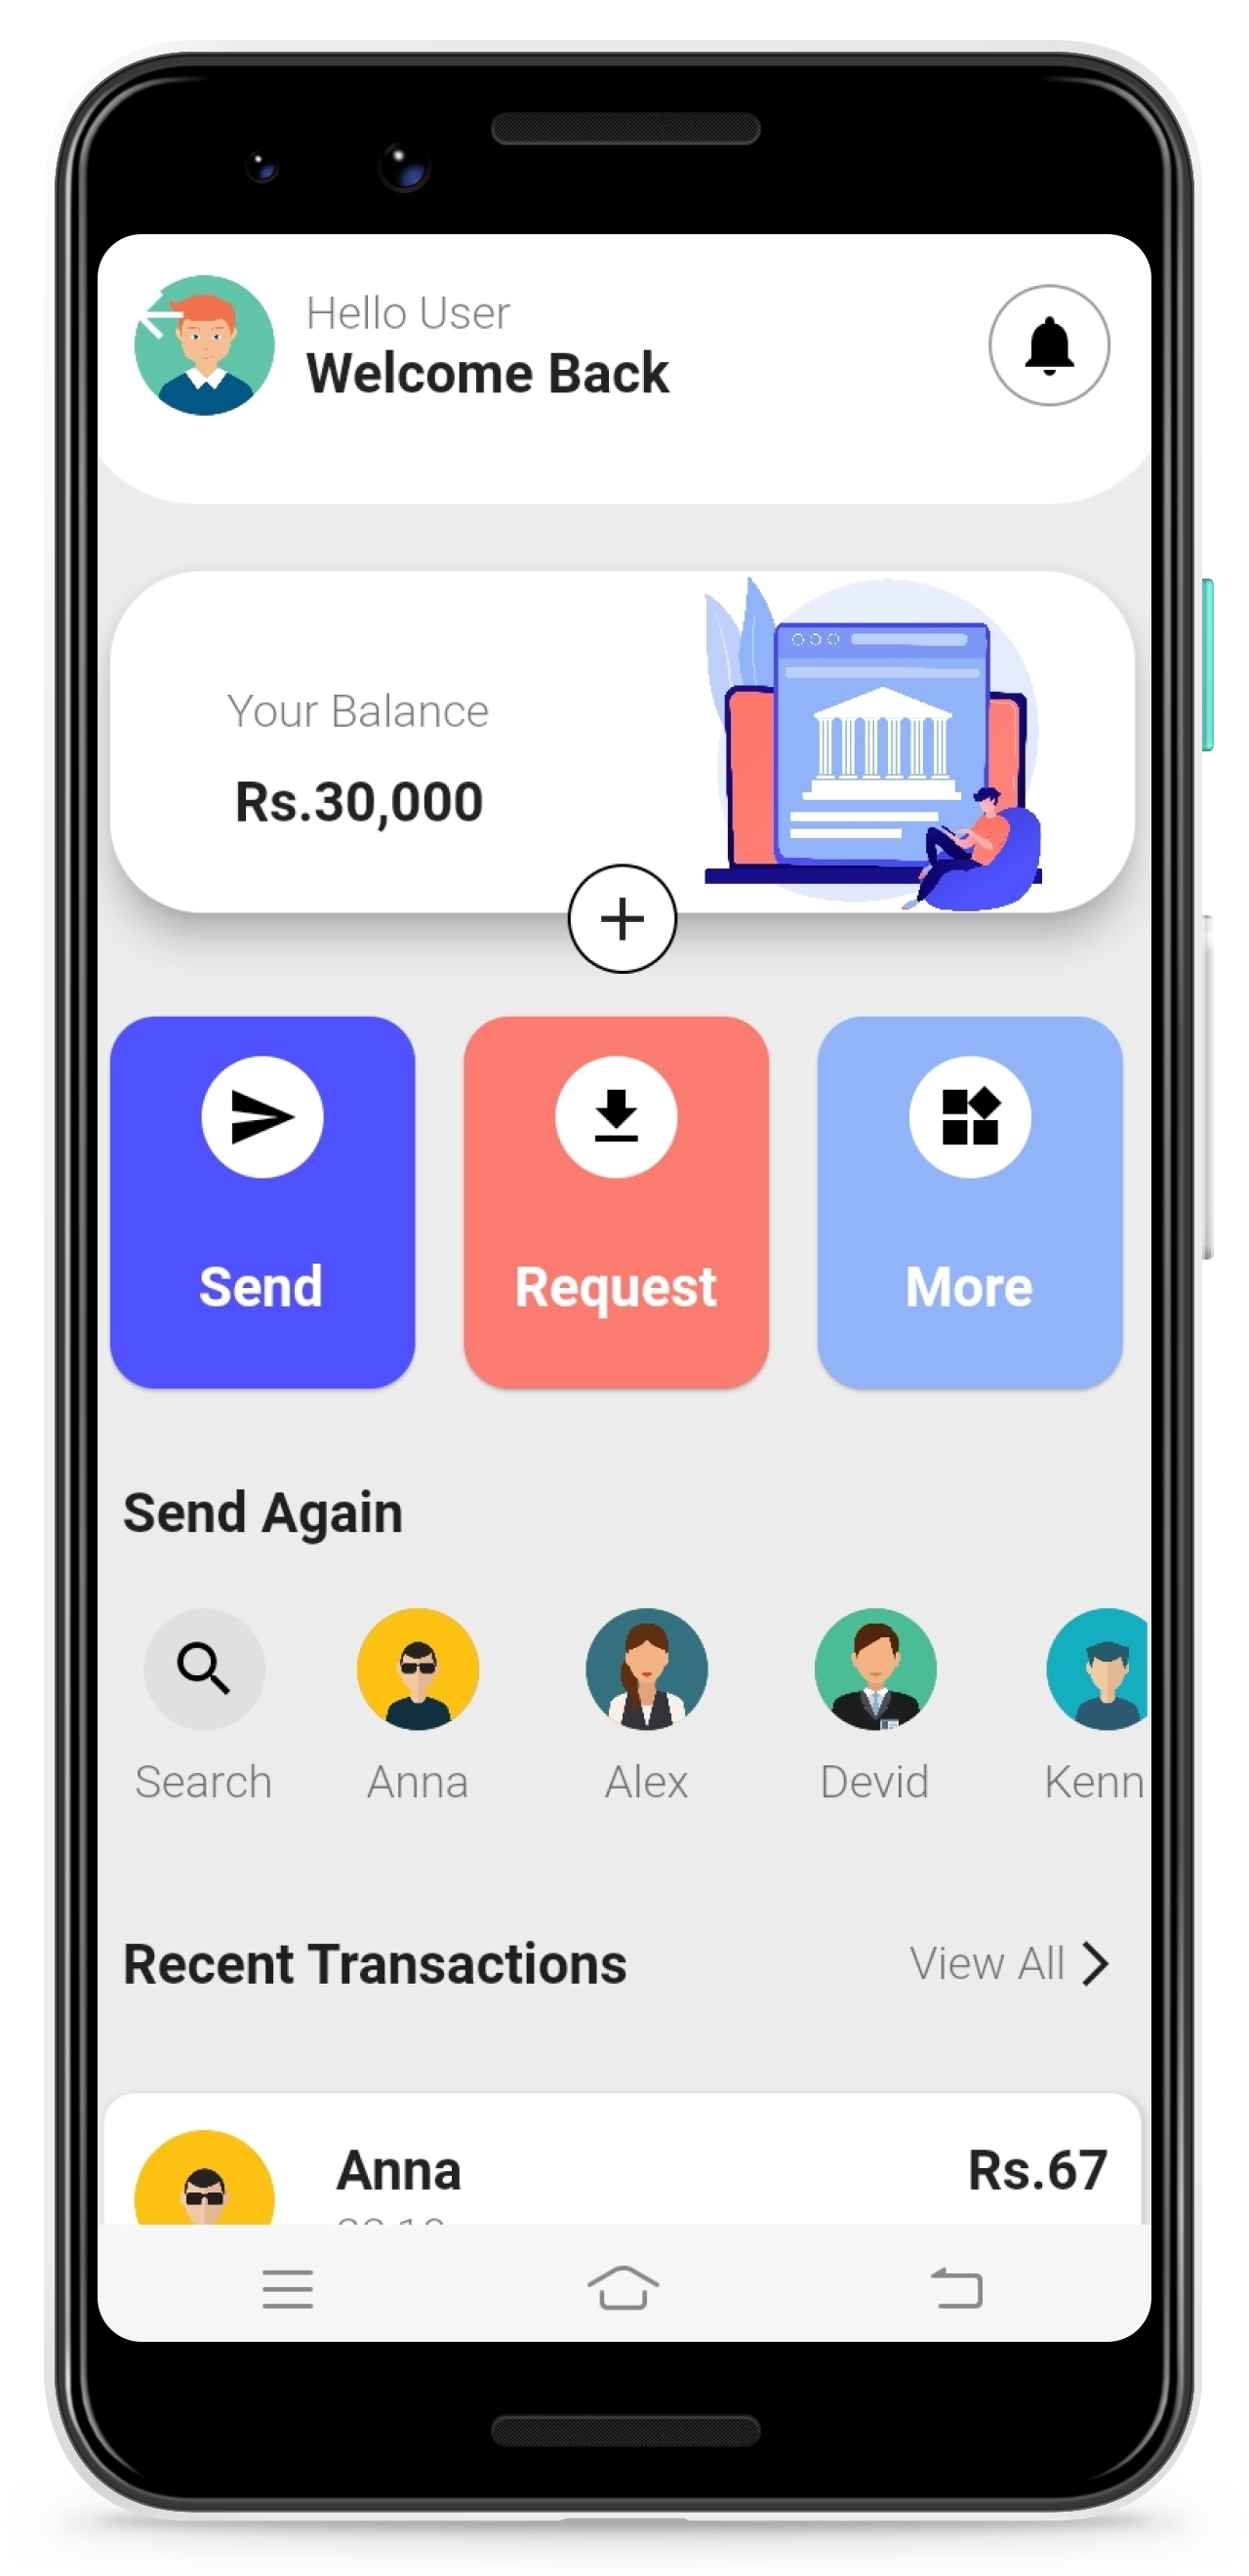 Hello User
Welcome Back
Your Balance
Rs.30,000
Send
Request
More
Send Again
Search
Anna
Alex
Devid
Kenn
Recent Transactions
View All
Anna
Rs.67